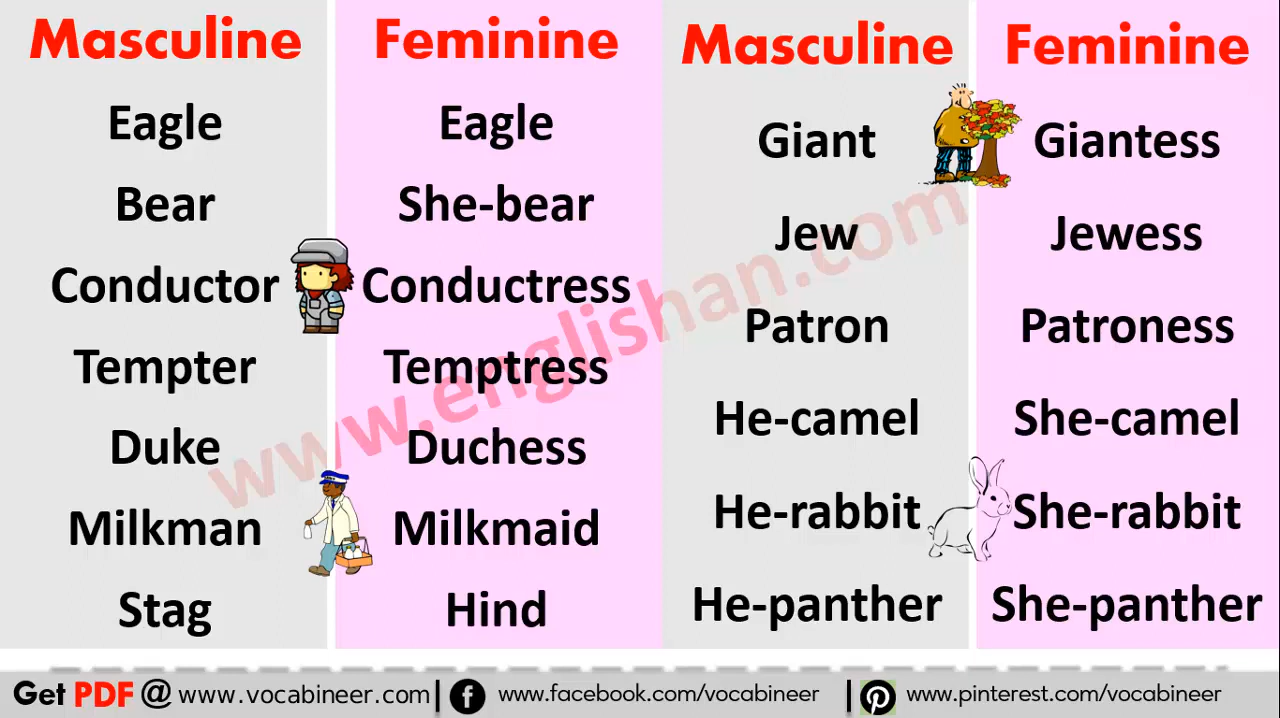 Masculine Feminine Masculine Feminine
Eagle Eagle
Giant Giantess
Bear She-bear
Jew Jewess
Conductor Conductress
Patron Patroness
Tempter Temptress
He-camel She-camel
Duke Duchess
He-rabbit She-rabbit
Milkman Milkmaid
He-panther She-panther
Stag Hind
www.englishan.com
Get PDF @ www.vocabineer.com | www.facebook.com/vocabineer | www.pinterest.com/vocabineer